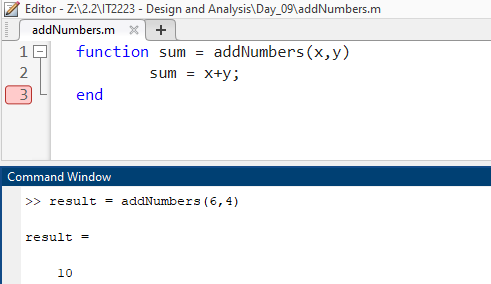 Editor - Z:\2.2\IT2223 - Design and Analysis\Day_09\addNumbers.m
addNumbers.m × +
1 function sum = addNumbers(x,y)
2 sum = x+y;
3 end
Command Window
>> result = addNumbers(6,4)
result =
10